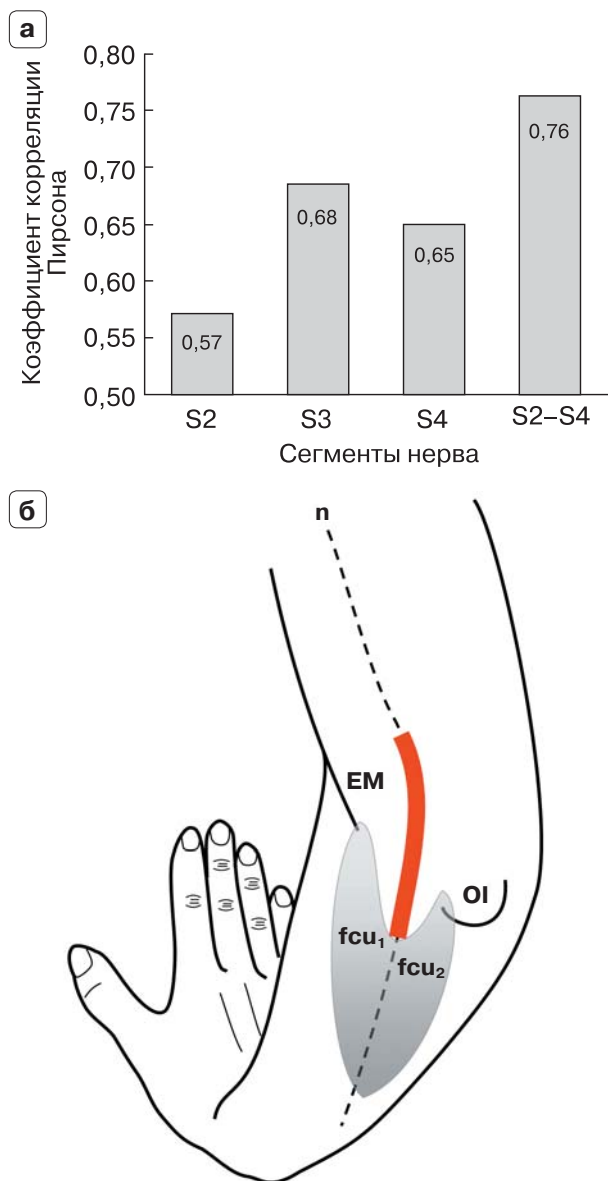 а
Коэффициент корреляции
Пирсона
0,80
0,75
0,70
0,65
0,60
0,55
0,50
0,57
0,68
0,65
0,76
S2
S3
S4
S2–S4
Сегменты нерва
б
n
EM
Ol
fcu₁
fcu₂